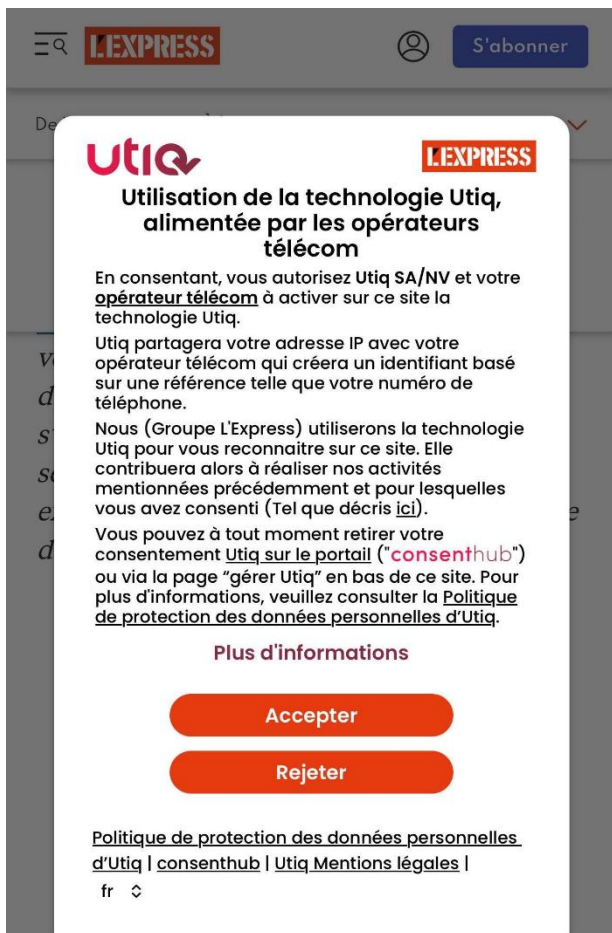 L'EXPRESS
S'abonner
De
utiq
L'EXPRESS
Utilisation de la technologie Utiq,
alimentée par les opérateurs
télécom
En consentant, vous autorisez Utiq SA/NV et votre
opérateur télécom à activer sur ce site la
technologie Utiq.
Utiq partagera votre adresse IP avec votre
opérateur télécom qui créera un identifiant basé
sur une référence telle que votre numéro de
téléphone.
Nous (Groupe L'Express) utiliserons la technologie
Utiq pour vous reconnaitre sur ce site. Elle
contribuera alors à réaliser nos activités
mentionnées précédemment et pour lesquelles
vous avez consenti (Tel que décris ici).
Vous pouvez à tout moment retirer votre
consentement Utiq sur le portail ("consenthub")
ou via la page “gérer Utiq” en bas de ce site. Pour
plus d'informations, veuillez consulter la Politique
de protection des données personnelles d’Utiq.
Plus d'informations
Accepter
Rejeter
Politique de protection des données personnelles
d’Utiq | consenthub | Utiq Mentions légales |
fr